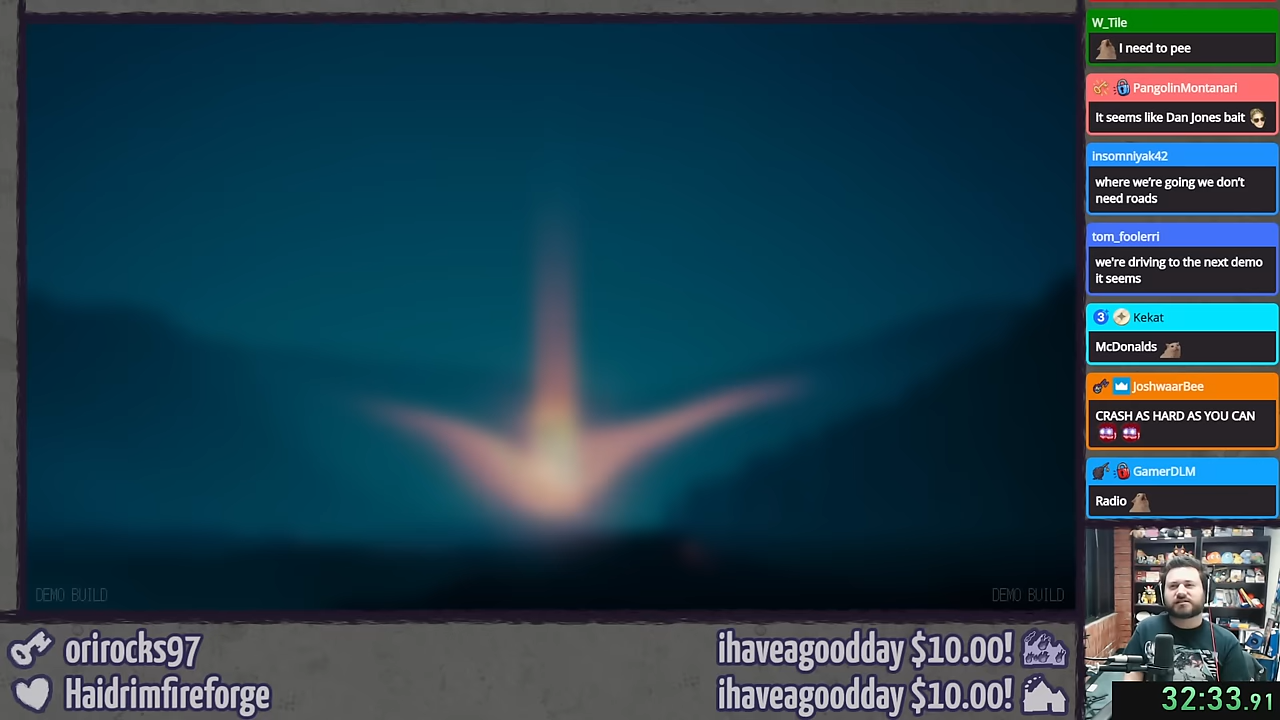 W_Tile
I need to pee
PangolinMontanari
It seems like Dan Jones bait
insomniyak42
where we're going we don't
need roads
tom_foolerri
we're driving to the next demo
it seems
3 Kekat
McDonalds
JoshwaarBee
CRASH AS HARD AS YOU CAN
GamerDLM
Radio
DEMO BUILD
DEMO BUILD
orirocks97
Haidrimfireforge
ihaveagoodday $10.00!
ihaveagoodday $10.00!
32:33.91